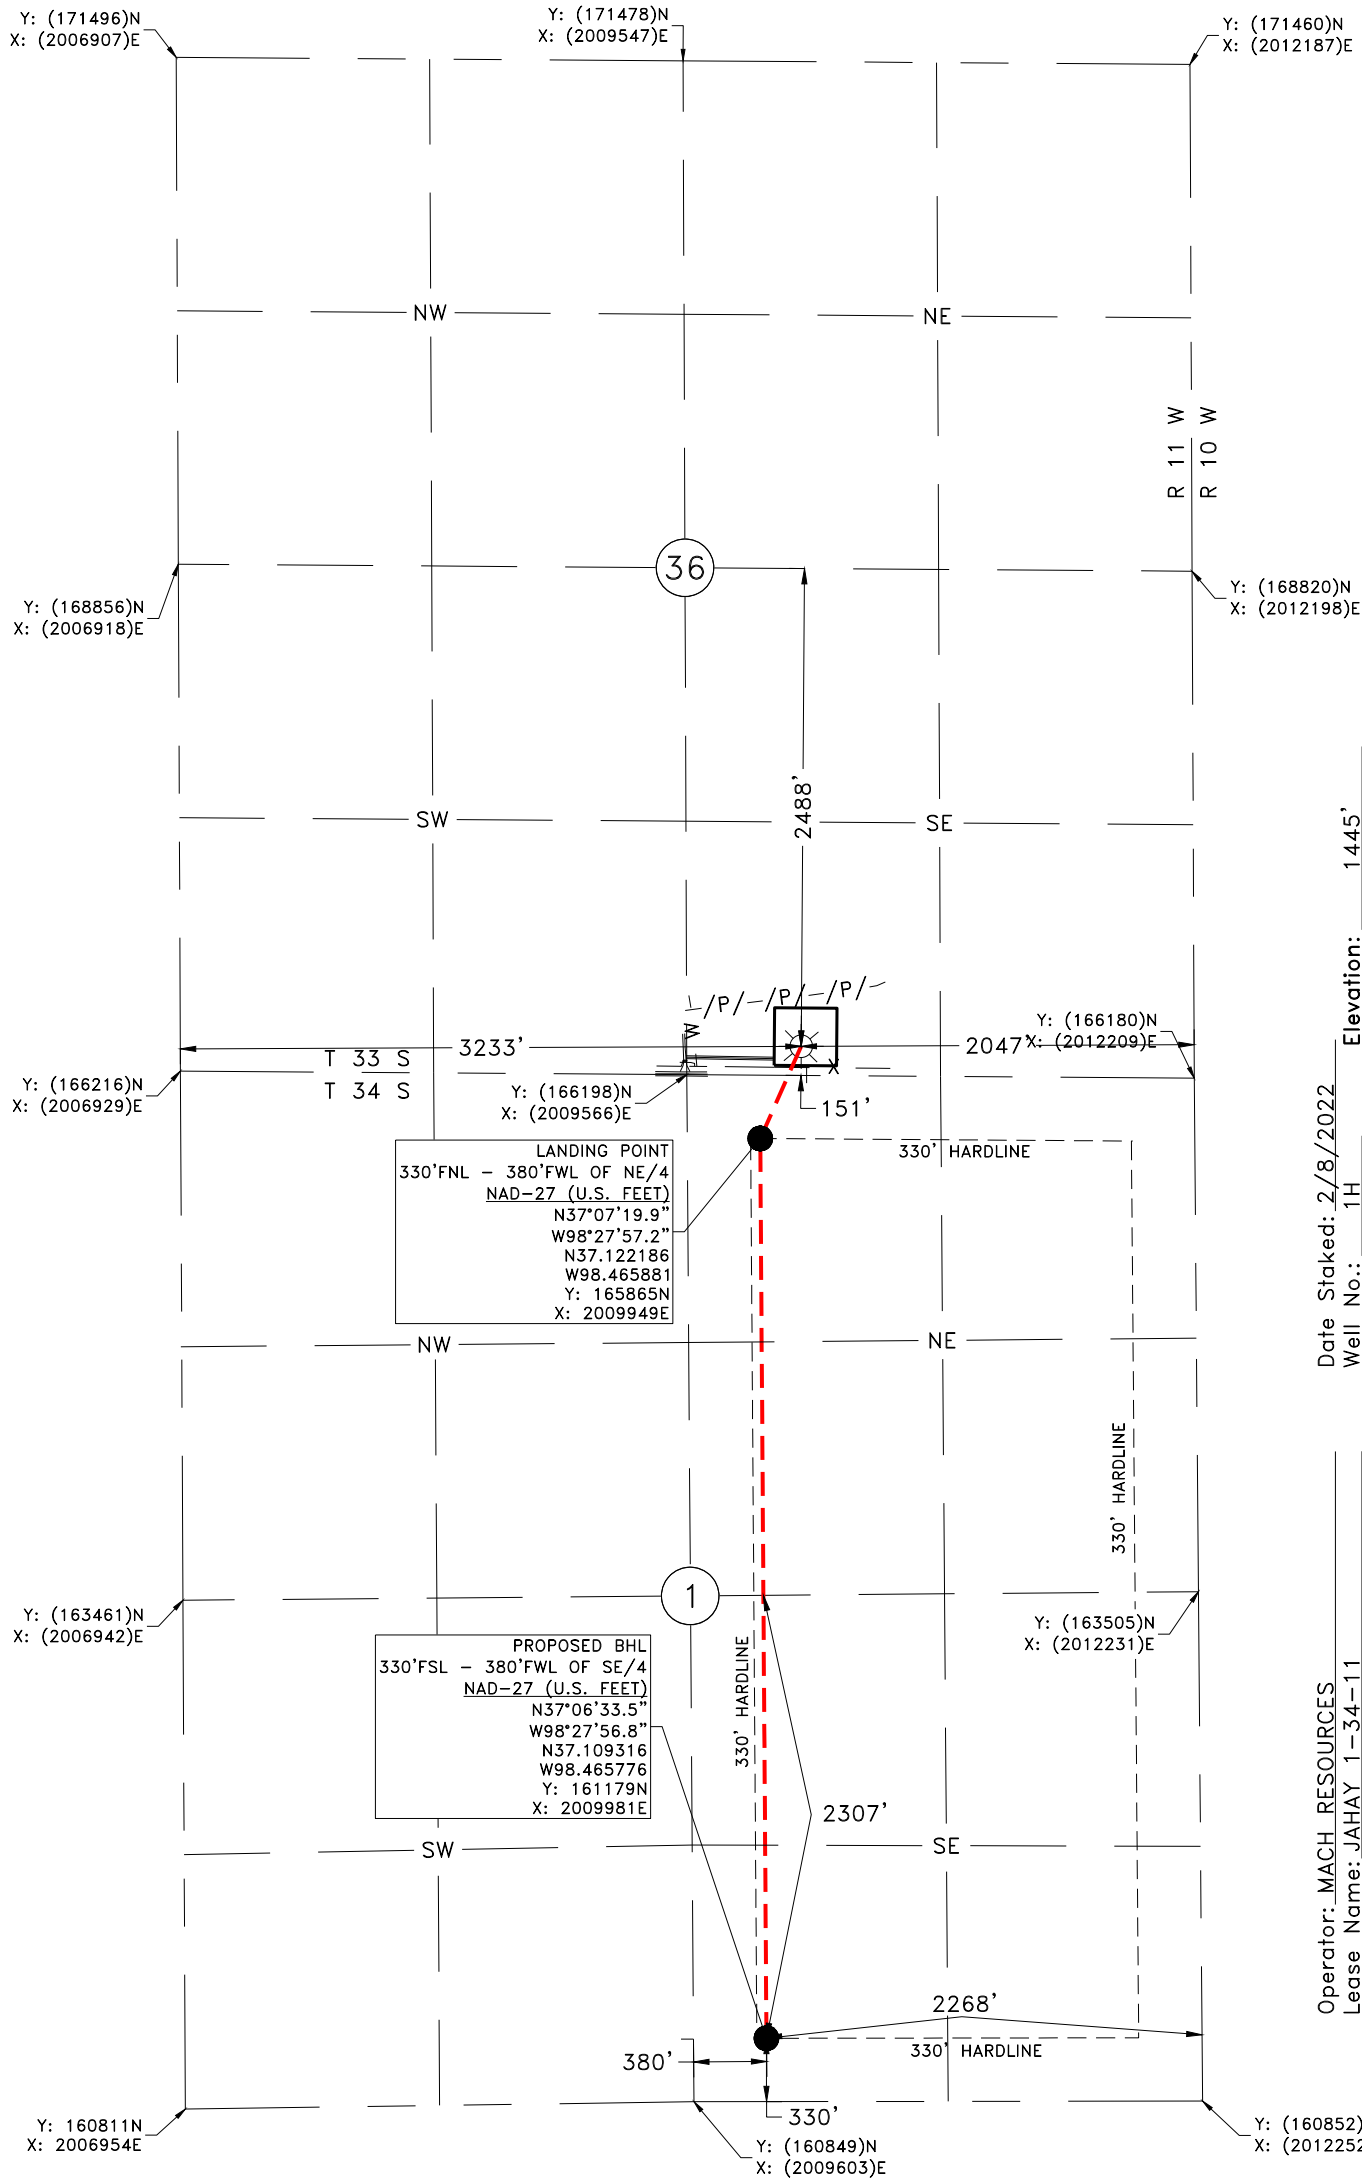 Y: (171496)N
X: (2006907)E
Y: (171478)N
X: (2009547)E
Y: (171460)N
X: (2012187)E
NW
NE
R 11 W
R 10 W
36
Y: (168856)N
X: (2006918)E
Y: (168820)N
X: (2012198)E
2488'
SW
SE
Elevation: 1445'
/P/-/P/-/P/-
3233'
2047'
Y: (166180)N
X: (2012209)E
T 33 S
T 34 S
Y: (166216)N
X: (2006929)E
Y: (166198)N
X: (2009566)E
151'
LANDING POINT
330'FNL - 380'FWL OF NE/4
NAD-27 (U.S. FEET)
N37°07'19.9"
W98°27'57.2"
N37.122186
W98.465881
Y: 165865N
X: 2009949E
330' HARDLINE
Date Staked: 2/8/2022
Well No.: 1H
NW
NE
330' HARDLINE
1
Y: (163461)N
X: (2006942)E
Y: (163505)N
X: (2012231)E
PROPOSED BHL
330'FSL - 380'FWL OF SE/4
NAD-27 (U.S. FEET)
N37°06'33.5"
W98°27'56.8"
N37.109316
W98.465776
Y: 161179N
X: 2009981E
330' HARDLINE
2307'
SW
SE
Operator: MACH RESOURCES
Lease Name: JAHAY 1-34-11
2268'
330' HARDLINE
380'
330'
Y: 160811N
X: 2006954E
Y: (160849)N
X: (2009603)E
Y: (160852)
X: (2012252